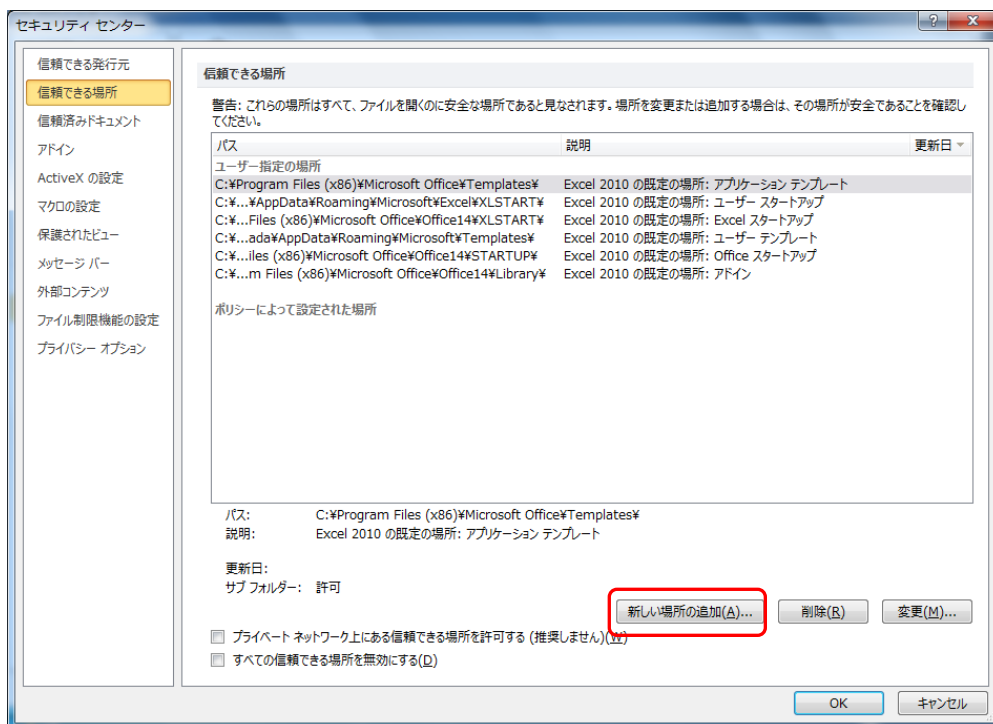 セキュリティ センター
信頼できる発行元
信頼できる場所
信頼済みドキュメント
アドイン
ActiveX の設定
マクロの設定
保護されたビュー
メッセージ バー
外部コンテンツ
ファイル制限機能の設定
プライバシー オプション
信頼できる場所
警告: これらの場所はすべて、ファイルを開くのに安全な場所であると見なされます。場所を変更または追加する場合は、その場所が安全であることを確認し
てください。
パス 説明 更新日
ユーザー指定の場所
C:¥Program Files (x86)¥Microsoft Office¥Templates¥ Excel 2010 の既定の場所: アプリケーション テンプレート
C:¥...¥AppData¥Roaming¥Microsoft¥Excel¥XLSTART¥ Excel 2010 の既定の場所: ユーザー スタートアップ
C:¥...Files (x86)¥Microsoft Office¥Office14¥XLSTART¥ Excel 2010 の既定の場所: Excel スタートアップ
C:¥...ada¥AppData¥Roaming¥Microsoft¥Templates¥ Excel 2010 の既定の場所: ユーザー テンプレート
C:¥...iles (x86)¥Microsoft Office¥Office14¥STARTUP¥ Excel 2010 の既定の場所: Office スタートアップ
C:¥...m Files (x86)¥Microsoft Office¥Office14¥Library¥ Excel 2010 の既定の場所: アドイン
ポリシーによって設定された場所
パス: C:¥Program Files (x86)¥Microsoft Office¥Templates¥
説明: Excel 2010 の既定の場所: アプリケーション テンプレート
更新日:
サブ フォルダー: 許可
新しい場所の追加(A)... 削除(R) 変更(M)...
プライベート ネットワーク上にある信頼できる場所を許可する (推奨しません)(W)
すべての信頼できる場所を無効にする(D)
OK キャンセル